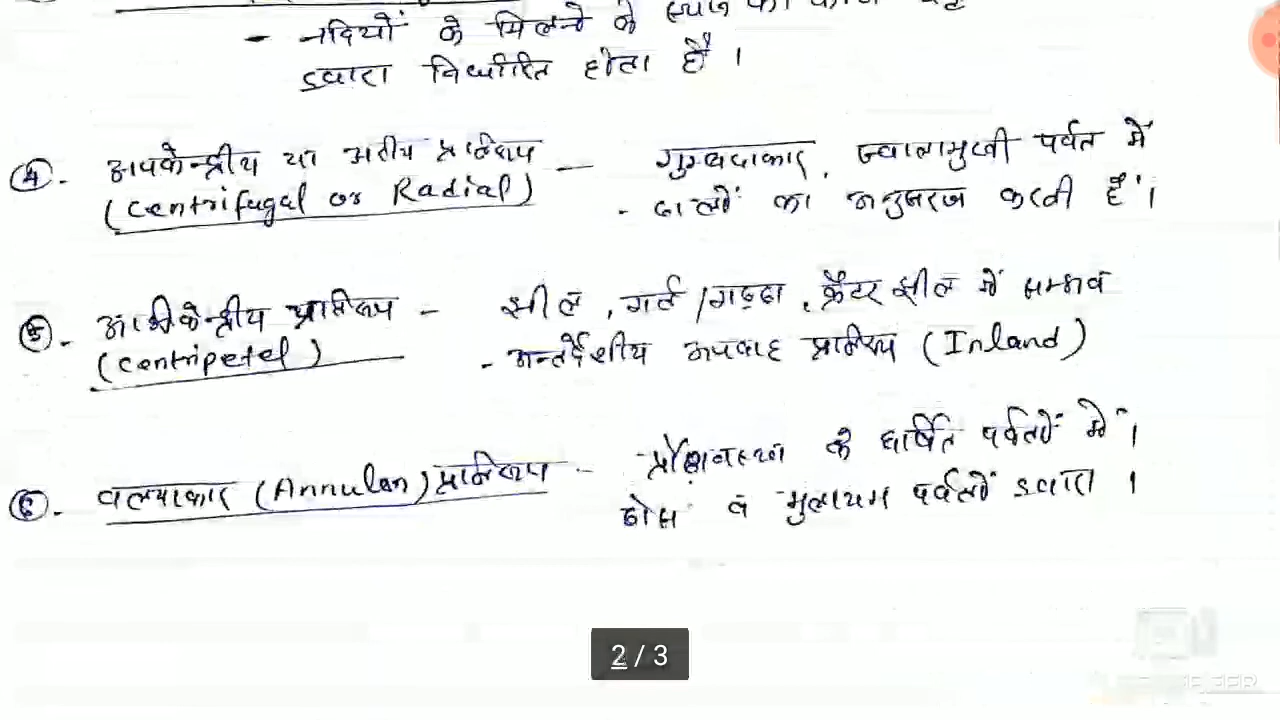 - नदियों के मिलने के स्थान का कोण
द्वारा निर्धारित होता है ।
④. अपकेन्द्रीय या अरीय प्रतिरूप — गुम्बदाकार, ज्वालामुखी पर्वत में
(Centrifugal or Radial) - ढालों का अनुसरण करती हैं ।
⑤. अभिकेन्द्रीय प्रतिरूप - झील, गर्त/गड्ढा, क्रैटर झील में सम्भव
(Centripetel) - अन्तर्देशीय अपवाह प्रतिरूप (Inland)
⑥. वलयाकार (Annular) प्रतिरूप - प्रौढ़ावस्था के घर्षित पर्वतों में ।
ठोस व मुलायम पर्वतों द्वारा ।
2 / 3